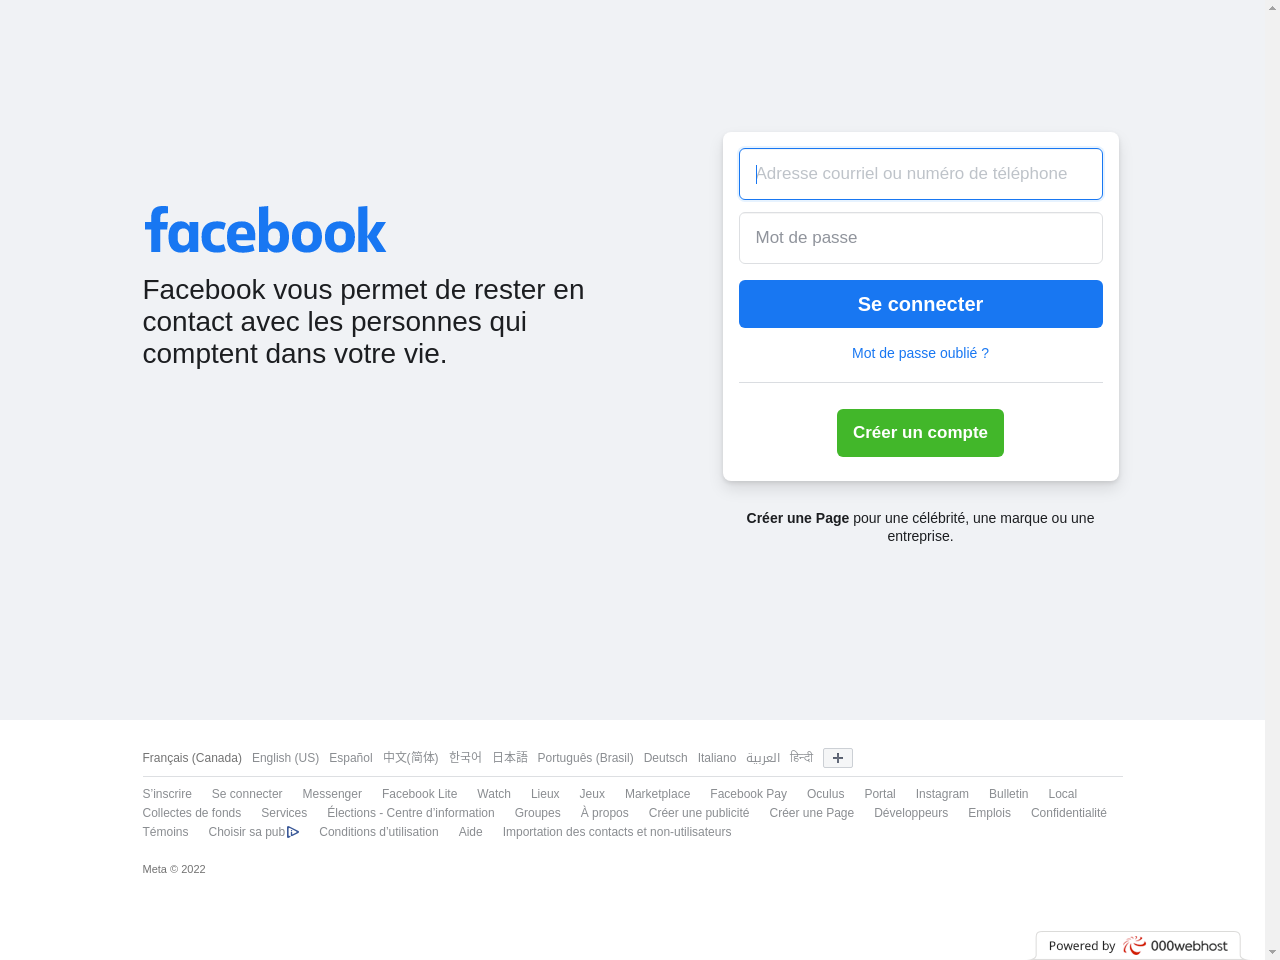 facebook
Facebook vous permet de rester en
contact avec les personnes qui
comptent dans votre vie.
Adresse courriel ou numéro de téléphone
Mot de passe
Se connecter
Mot de passe oublié ?
Créer un compte
Créer une Page pour une célébrité, une marque ou une
entreprise.
Français (Canada) English (US) Español 中文(简体) 한국어 日本語 Português (Brasil) Deutsch Italiano العربية हिन्दी
S’inscrire Se connecter Messenger Facebook Lite Watch Lieux Jeux Marketplace Facebook Pay Oculus Portal Instagram Bulletin Local
Collectes de fonds Services Élections - Centre d’information Groupes À propos Créer une publicité Créer une Page Développeurs Emplois Confidentialité
Témoins Choisir sa pub Conditions d’utilisation Aide Importation des contacts et non-utilisateurs
Meta © 2022
Powered by 000webhost